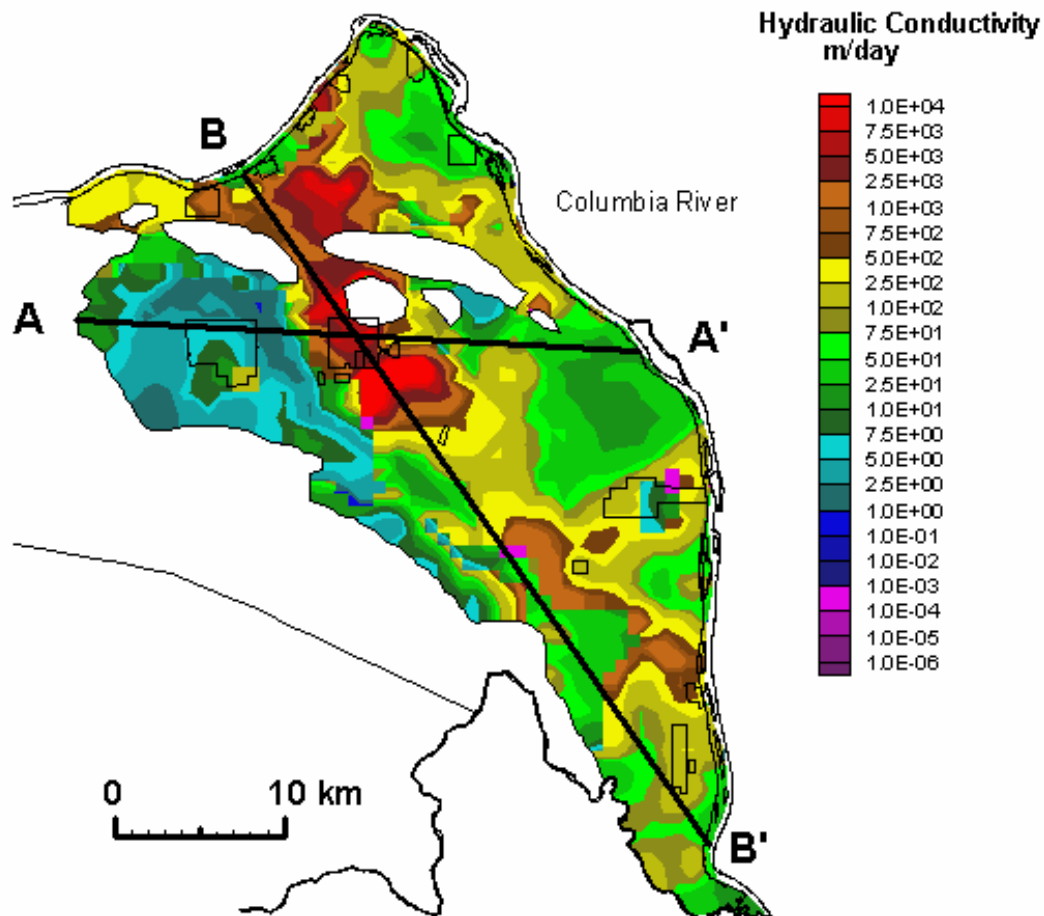 Hydraulic Conductivity
m/day
1.0E+04
7.5E+03
5.0E+03
2.5E+03
1.0E+03
7.5E+02
5.0E+02
2.5E+02
1.0E+02
7.5E+01
5.0E+01
2.5E+01
1.0E+01
7.5E+00
5.0E+00
2.5E+00
1.0E+00
1.0E-01
1.0E-02
1.0E-03
1.0E-04
1.0E-05
1.0E-06
B
Columbia River
A
A'
0 10 km
B'